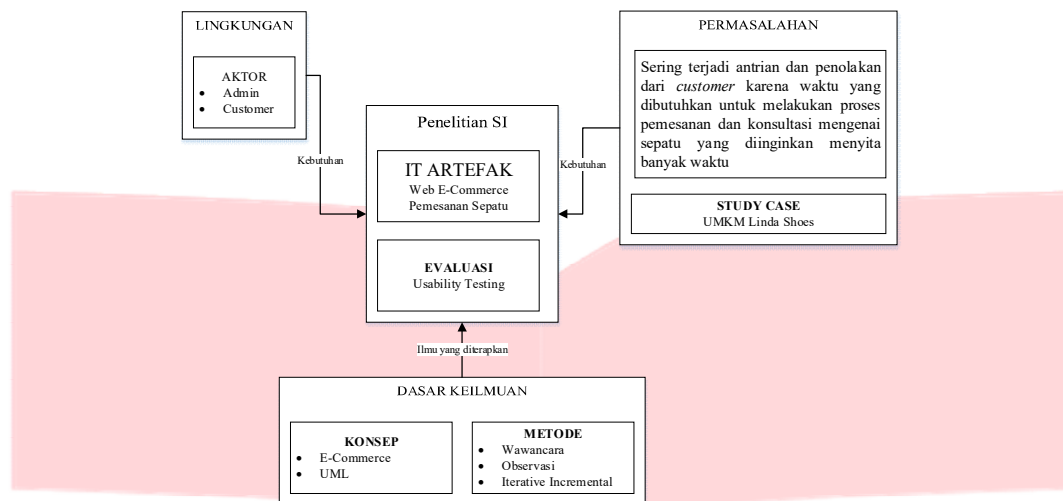 LINGKUNGAN
AKTOR
• Admin
• Customer
Kebutuhan
Penelitian SI
IT ARTEFAK
Web E-Commerce
Pemesanan Sepatu
EVALUASI
Usability Testing
Kebutuhan
PERMASALAHAN
Sering terjadi antrian dan penolakan
dari customer karena waktu yang
dibutuhkan untuk melakukan proses
pemesanan dan konsultasi mengenai
sepatu yang diinginkan menyita
banyak waktu
STUDY CASE
UMKM Linda Shoes
Ilmu yang diterapkan
DASAR KEILMUAN
KONSEP
• E-Commerce
• UML
METODE
• Wawancara
• Observasi
• Iterative Incremental